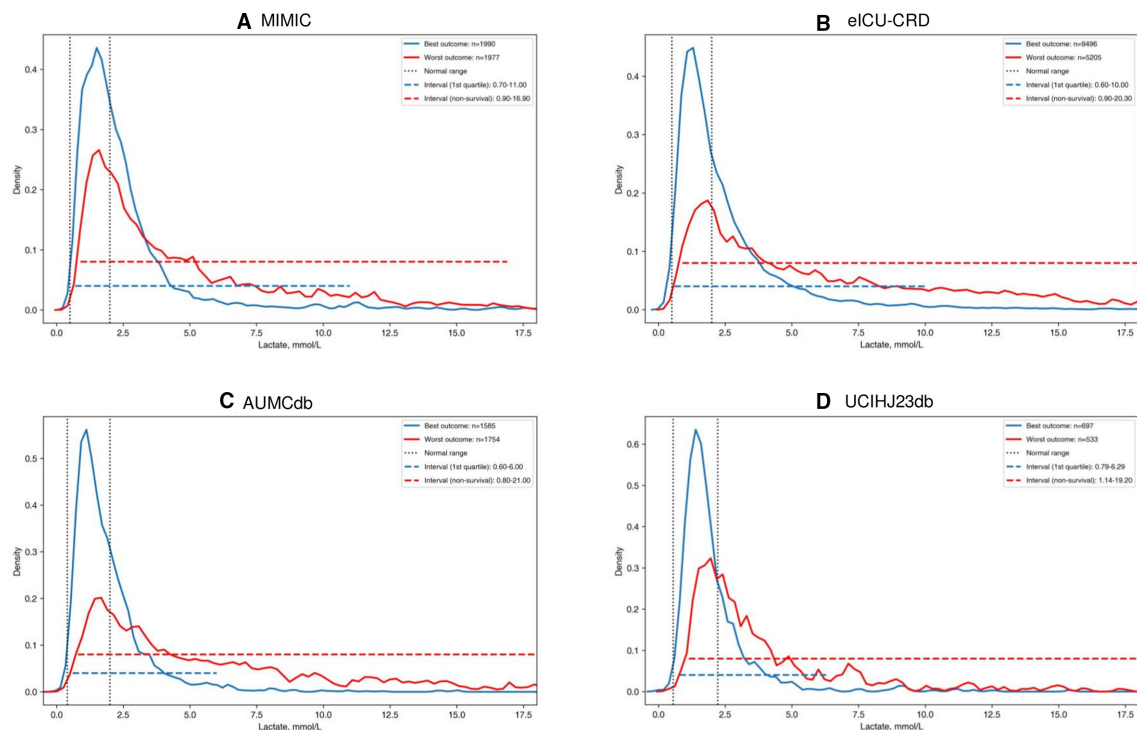 A MIMIC
Best outcome: n=1990
Worst outcome: n=1977
Normal range
Interval (1st quartile): 0.70-11.00
Interval (non-survival): 0.90-16.90
Density
0.4
0.3
0.2
0.1
0.0
0.0 2.5 5.0 7.5 10.0 12.5 15.0 17.5
Lactate, mmol/L
B eICU-CRD
Best outcome: n=9496
Worst outcome: n=5205
Normal range
Interval (1st quartile): 0.60-10.00
Interval (non-survival): 0.90-20.30
Density
0.4
0.3
0.2
0.1
0.0
0.0 2.5 5.0 7.5 10.0 12.5 15.0 17.5
Lactate, mmol/L
C AUMCdb
Best outcome: n=1585
Worst outcome: n=1754
Normal range
Interval (1st quartile): 0.60-6.00
Interval (non-survival): 0.80-21.00
Density
0.5
0.4
0.3
0.2
0.1
0.0
0.0 2.5 5.0 7.5 10.0 12.5 15.0 17.5
Lactate, mmol/L
D UCIHJ23db
Best outcome: n=697
Worst outcome: n=533
Normal range
Interval (1st quartile): 0.79-6.29
Interval (non-survival): 1.14-19.20
Density
0.6
0.5
0.4
0.3
0.2
0.1
0.0
0.0 2.5 5.0 7.5 10.0 12.5 15.0 17.5
Lactate, mmol/L